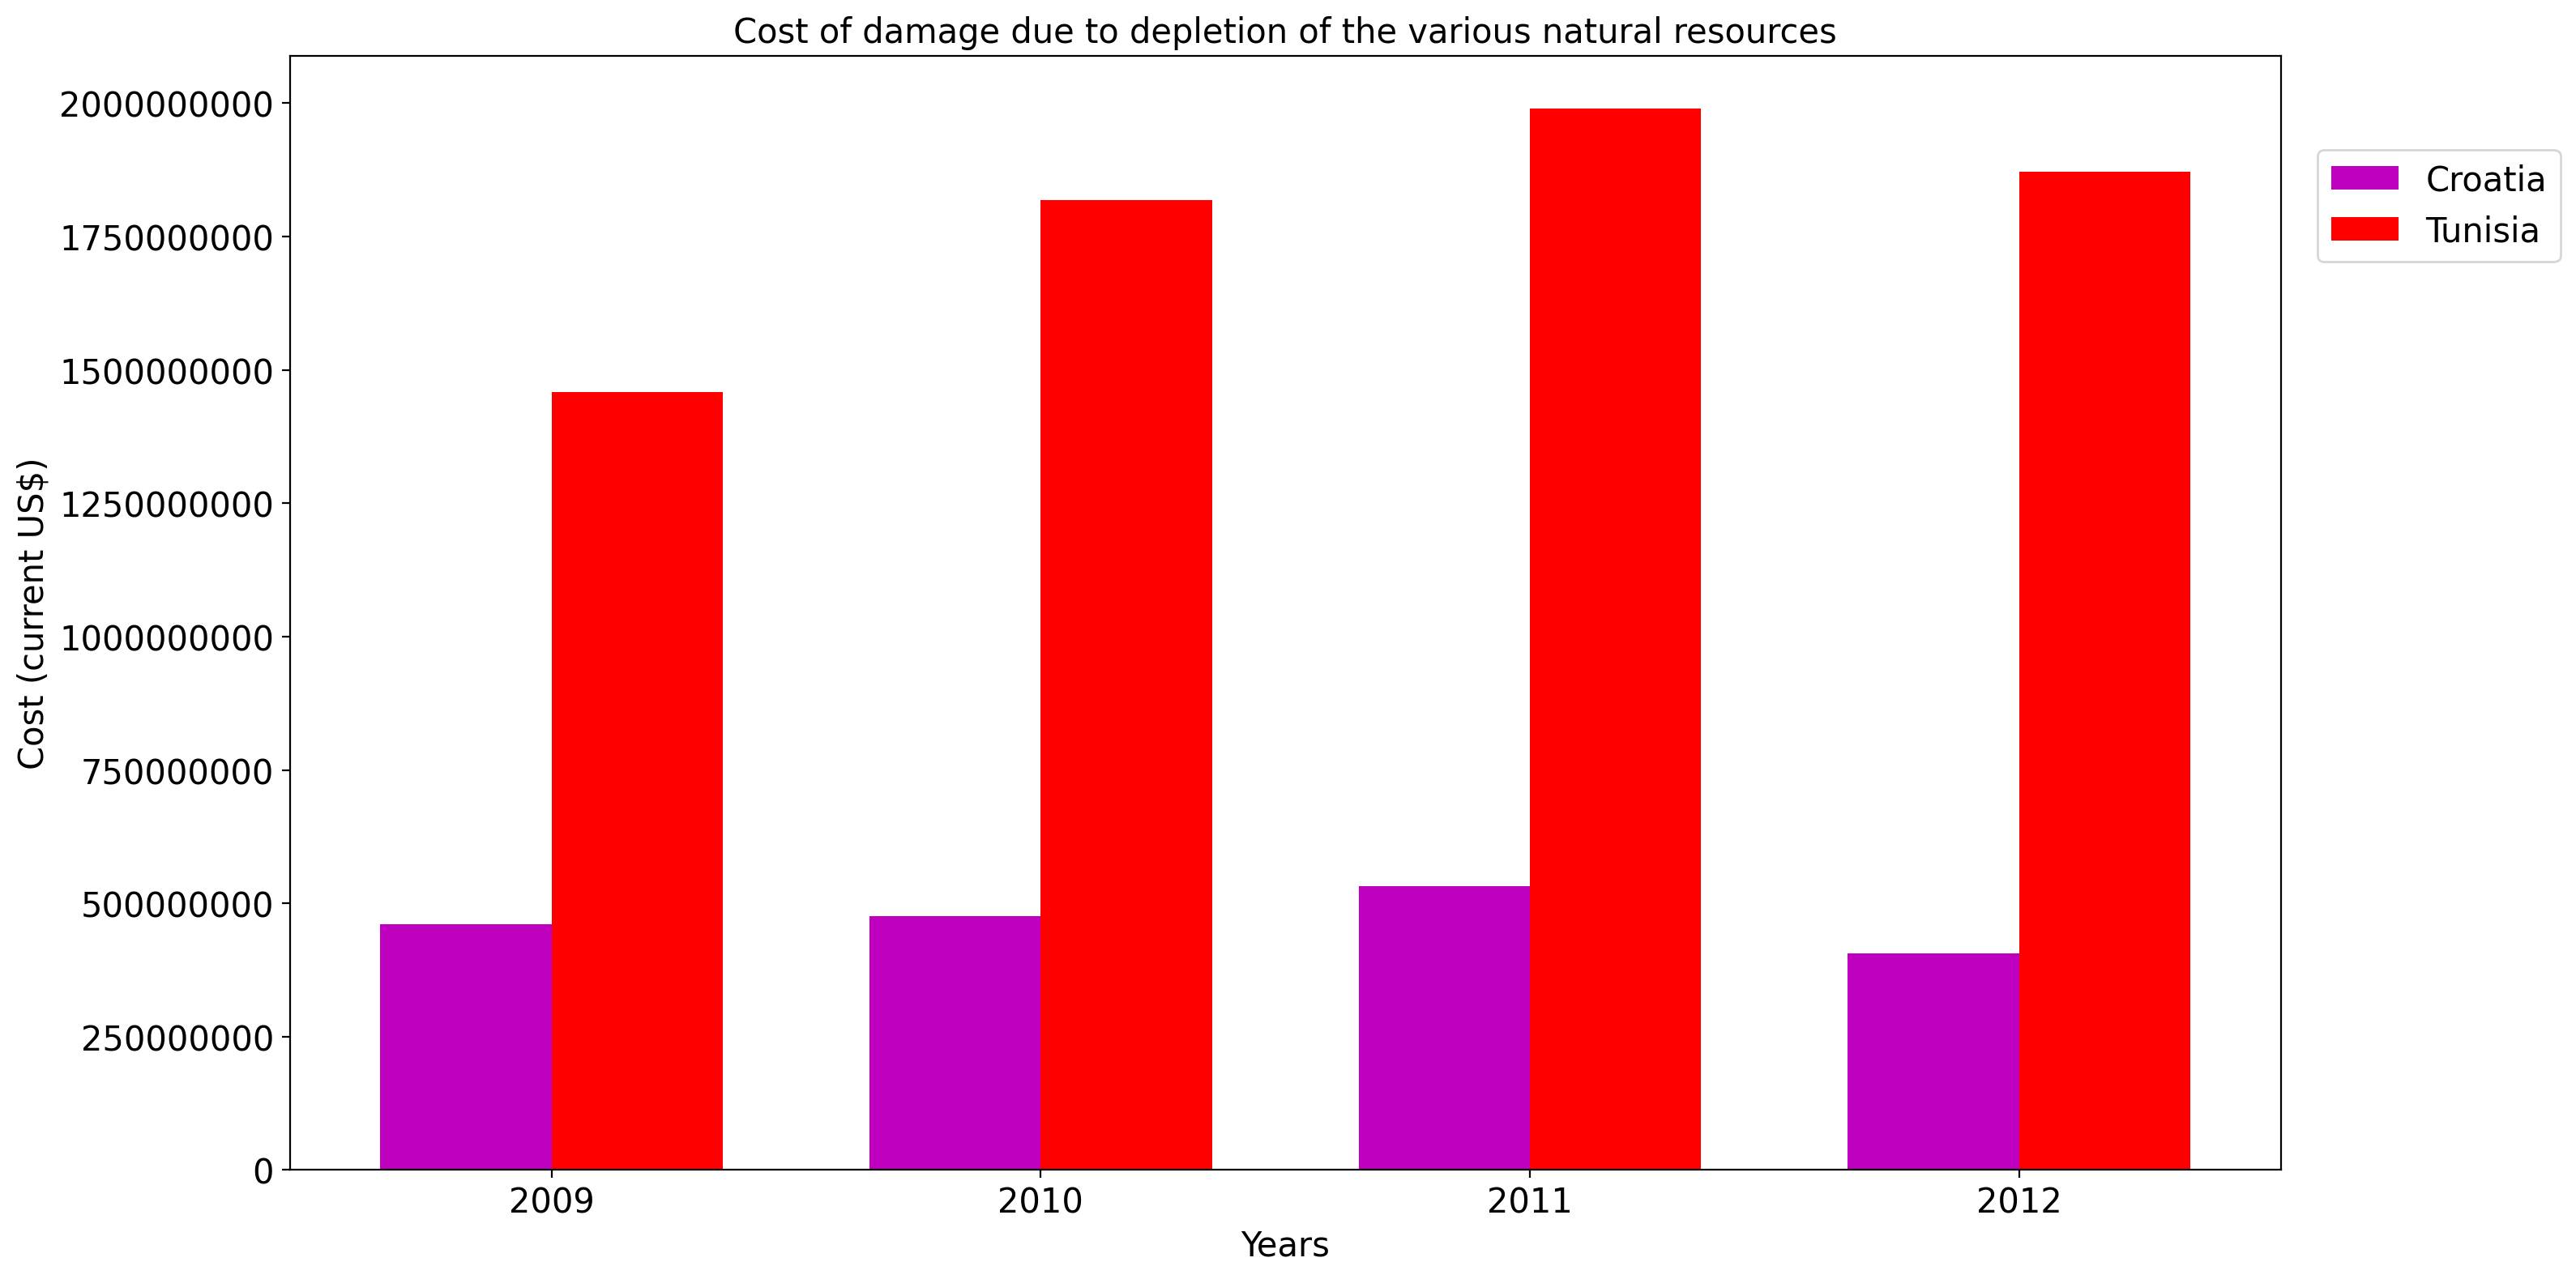 Cost of damage due to depletion of the various natural resources
Cost (current US$)
2000000000
1750000000
1500000000
1250000000
1000000000
750000000
500000000
250000000
0
2009
2010
2011
2012
Years
Croatia
Tunisia